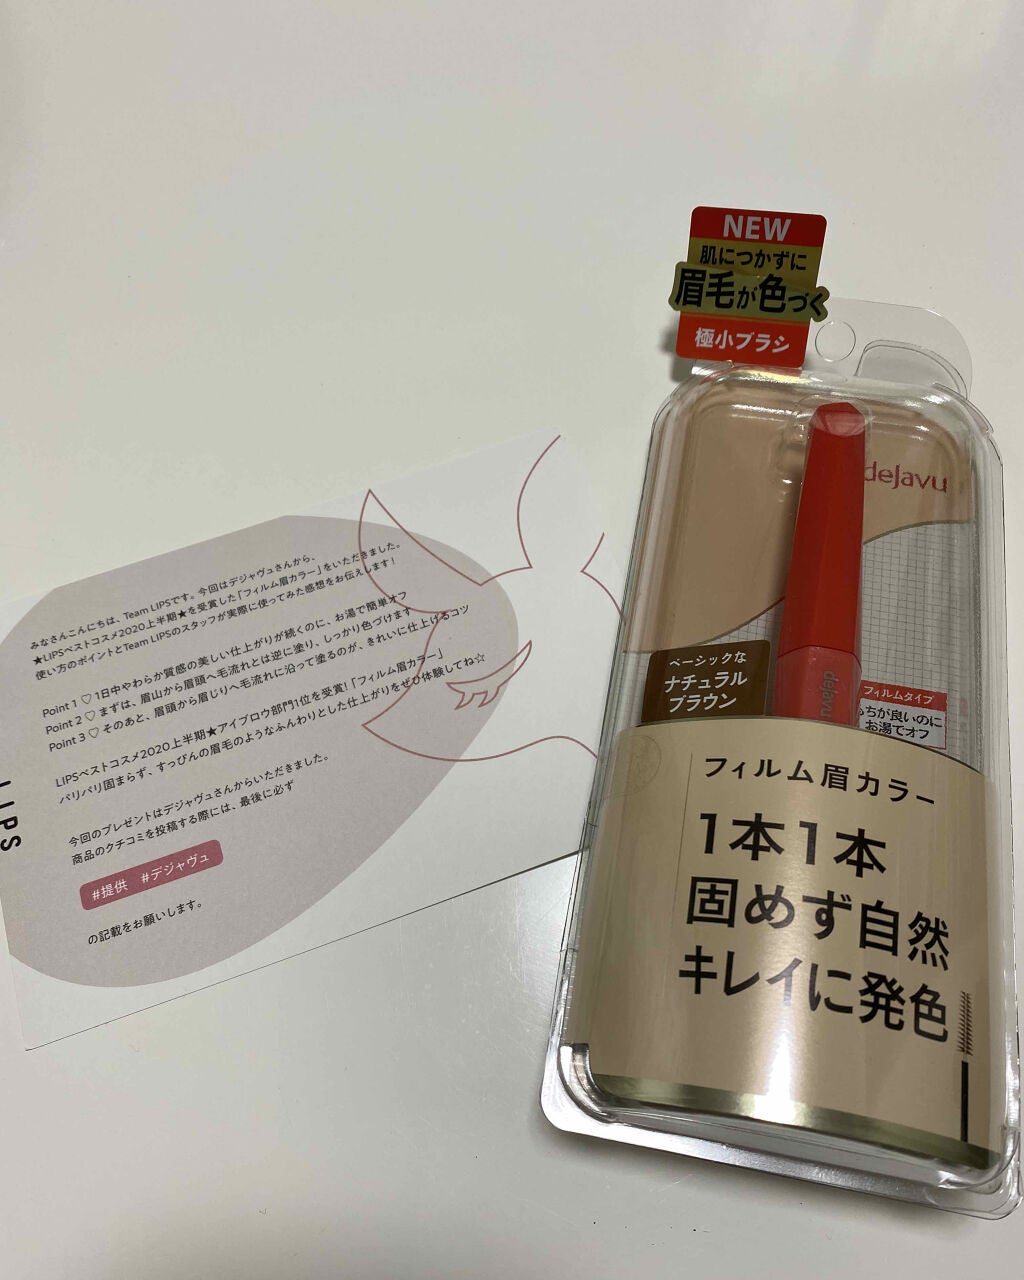 みなさんこんにちは、Team LIPSです。今回はデジャヴュさんから、
★LIPSベストコスメ2020上半期★を受賞した「フィルム眉カラー」をいただきました。
使い方のポイントとTeam LIPSのスタッフが実際に使ってみた感想をお伝えします！
Point 1 ♡ 1日中やわらか質感の美しい仕上がりが続くのに、お湯で簡単オフ
Point 2 ♡ まずは、眉山から眉頭へ毛流れとは逆に塗り、しっかり色づけます
Point 3 ♡ そのあと、眉頭から眉じりへ毛流れに沿って塗るのが、きれいに仕上げるコツ
LIPSベストコスメ2020上半期★アイブロウ部門1位を受賞！「フィルム眉カラー」
パリパリ固まらず、すっぴんの眉毛のようなふんわりとした仕上がりをぜひ体験してね☆
今回のプレゼントはデジャヴュさんからいただきました。
商品のクチコミを投稿する際には、最後に必ず
#提供 #デジャヴュ
の記載をお願いします。
LIPS
NEW
肌につかずに
眉毛が色づく
極小ブラシ
dejavu
ベーシックな
ナチュラル
ブラウン
dejavu
フィルムタイプ
もちが良いのに
お湯でオフ
フィルム眉カラー
1本1本
固めず自然
キレイに発色